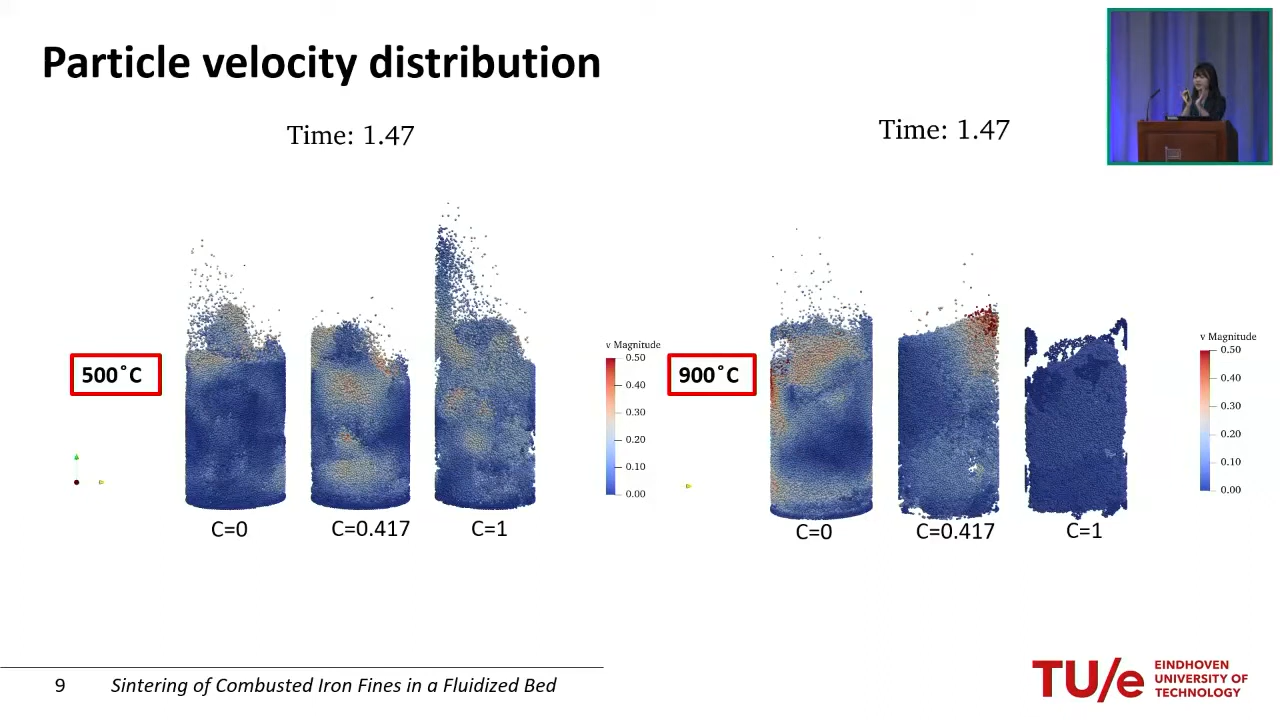 Particle velocity distribution
Time: 1.47
Time: 1.47
500˚C
v Magnitude
0.50
0.40
0.30
0.20
0.10
0.00
C=0
C=0.417
C=1
900˚C
v Magnitude
0.50
0.40
0.30
0.20
0.10
0.00
C=0
C=0.417
C=1
9
Sintering of Combusted Iron Fines in a Fluidized Bed
TU/e
EINDHOVEN
UNIVERSITY OF
TECHNOLOGY